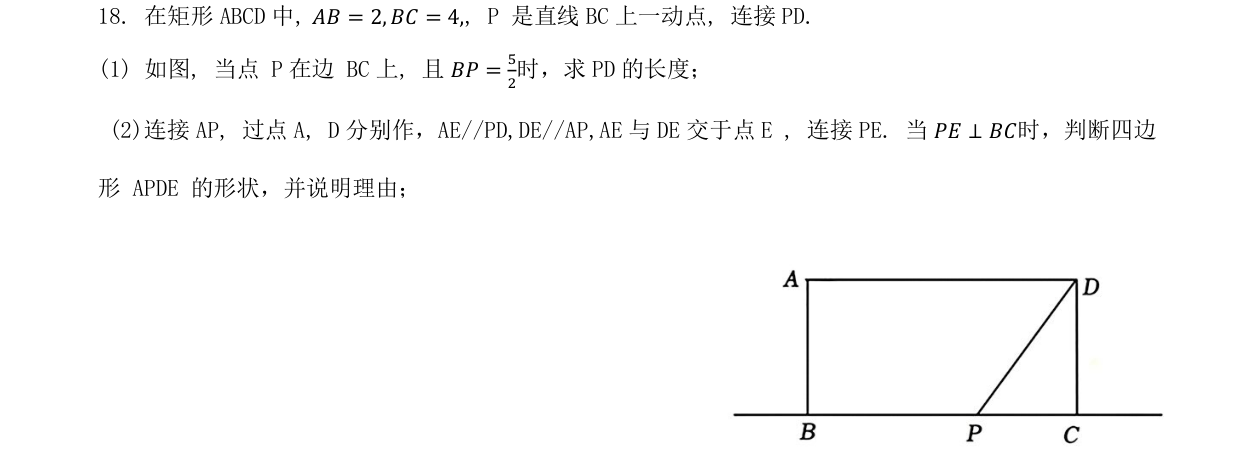 18. 在矩形 ABCD 中, AB = 2, BC = 4,, P 是直线 BC 上一动点, 连接 PD.
(1) 如图, 当点 P 在边 BC 上, 且 BP = 5/2 时，求 PD 的长度;
(2)连接 AP, 过点 A, D 分别作，AE//PD, DE//AP, AE 与 DE 交于点 E , 连接 PE. 当 PE ⊥ BC时，判断四边
形 APDE 的形状，并说明理由;
A
D
B
P
C